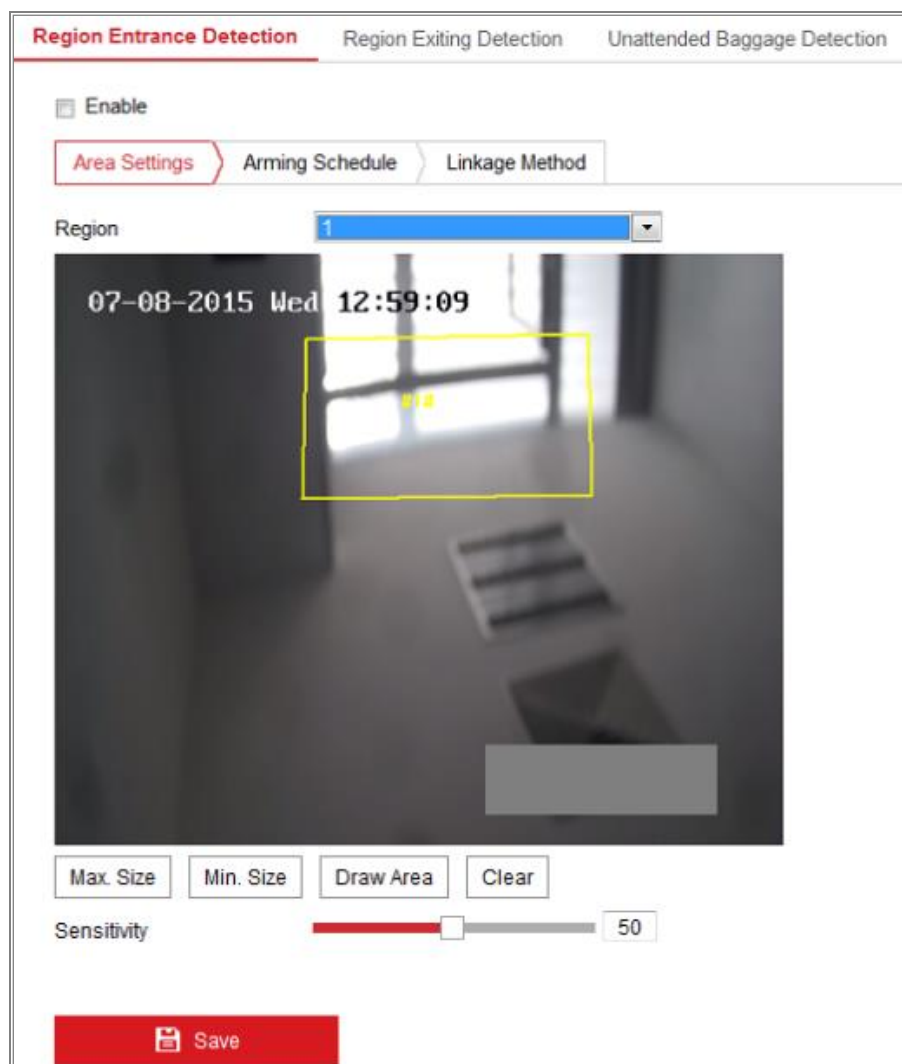 Region Entrance Detection Region Exiting Detection Unattended Baggage Detection
Enable
Area Settings Arming Schedule Linkage Method
Region 1
07-08-2015 Wed 12:59:09
#1#
Max. Size Min. Size Draw Area Clear
Sensitivity 50
Save